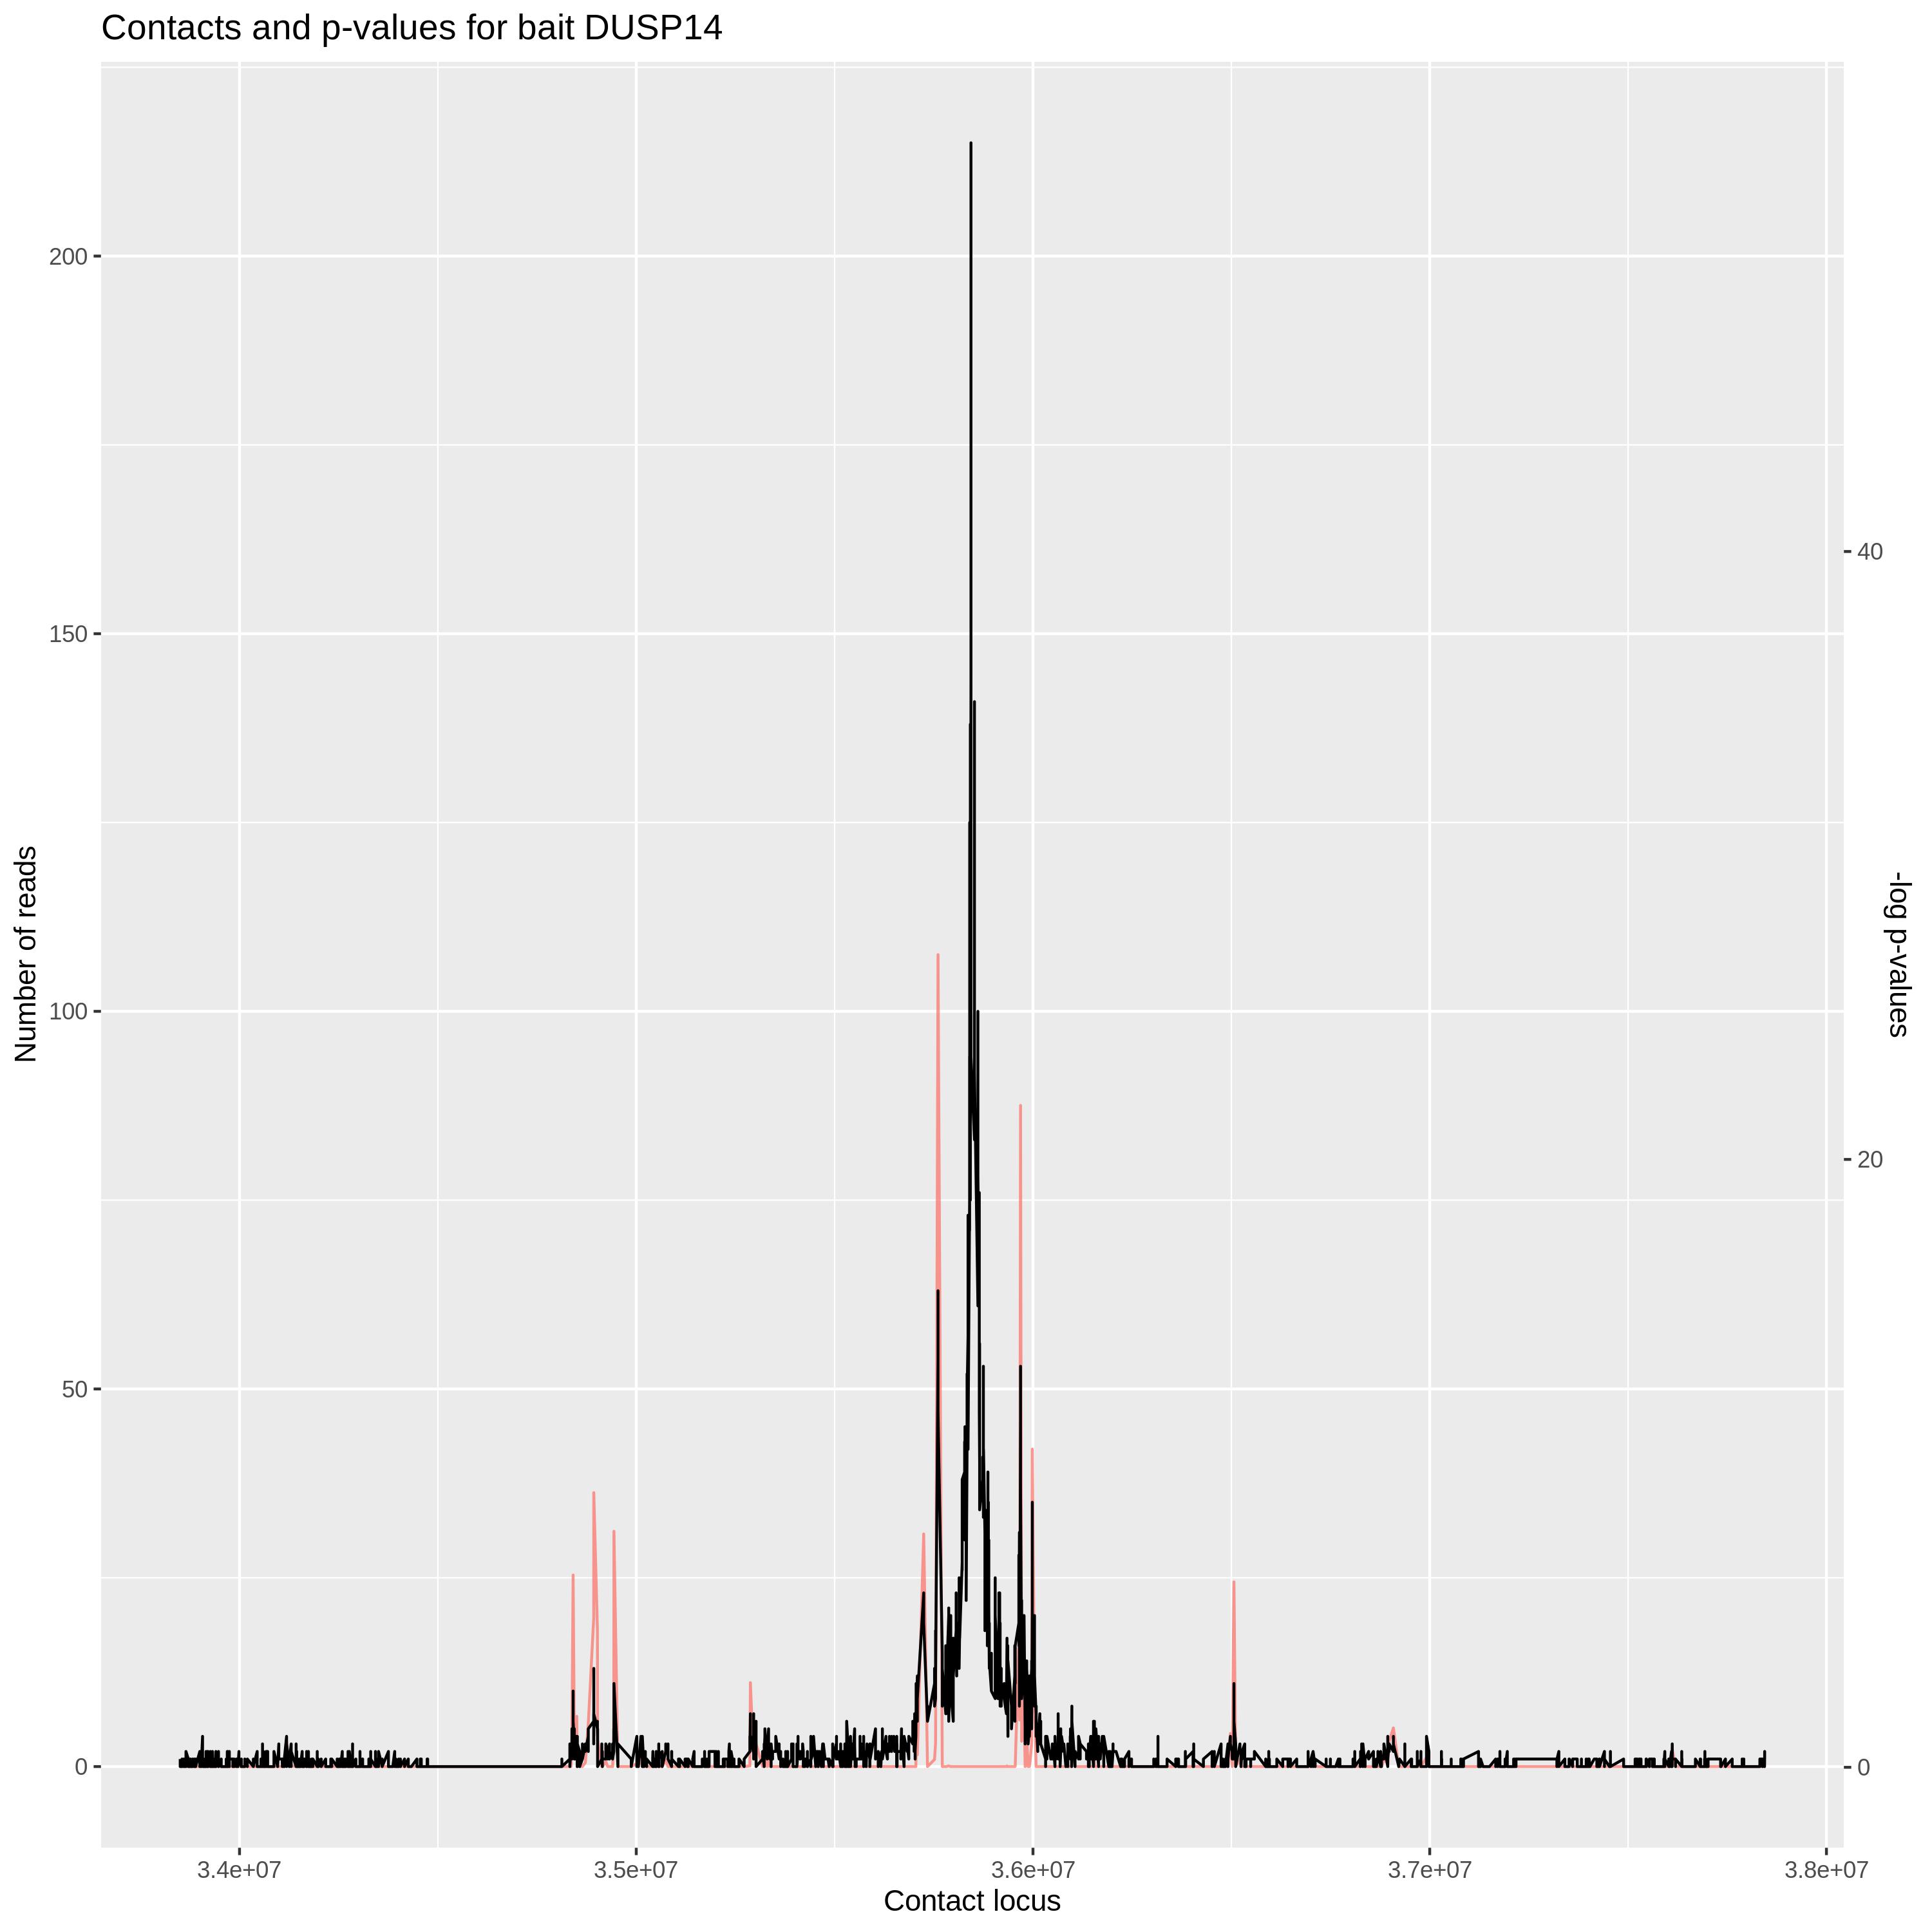 Contacts and p-values for bait DUSP14
Number of reads
200
150
100
50
0
40
20
0
-log p-values
3.4e+07
3.5e+07
3.6e+07
3.7e+07
3.8e+07
Contact locus